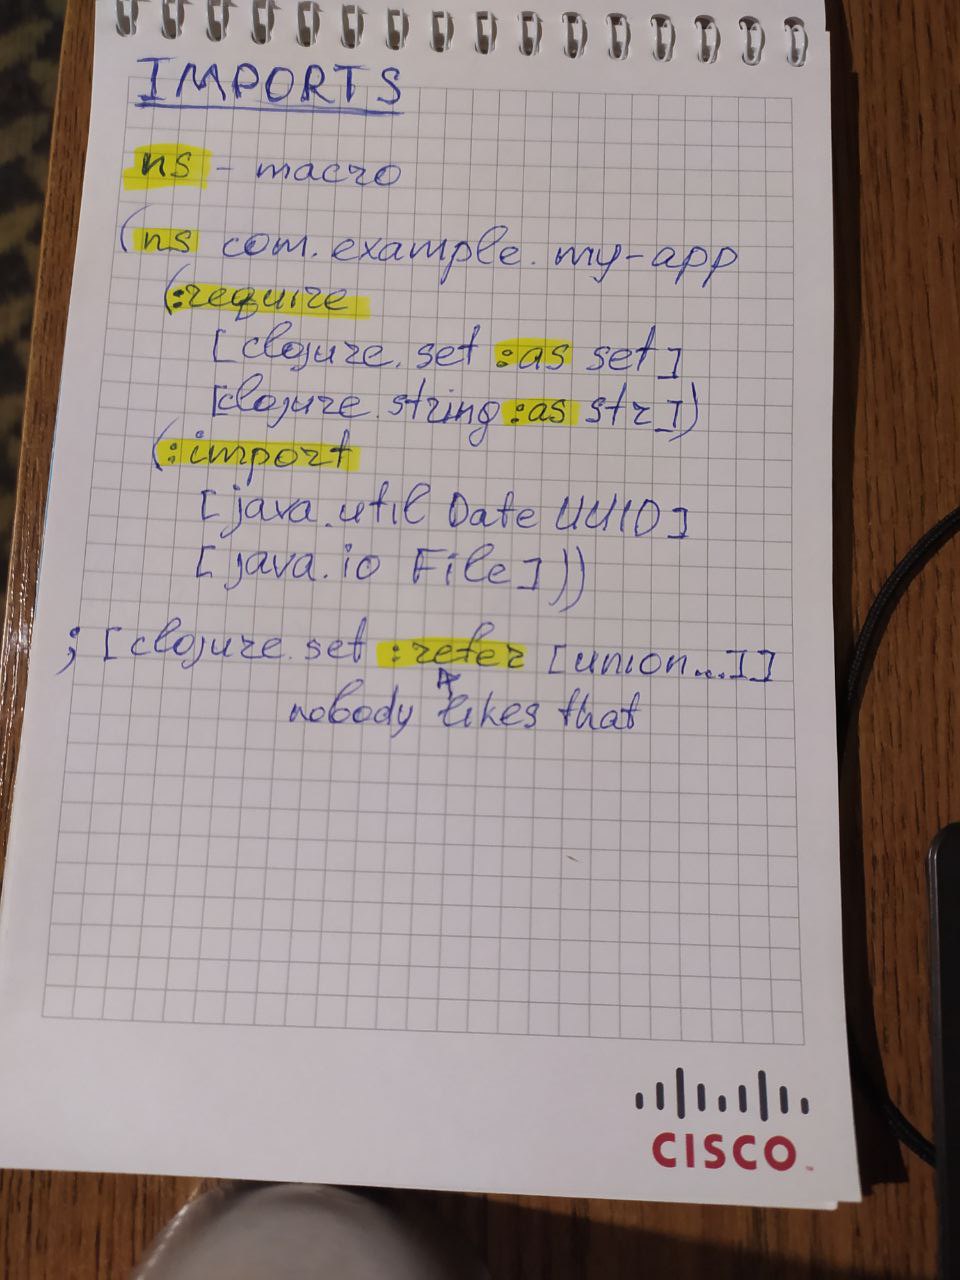 IMPORTS
ns - macro
(ns com.example.my-app
(:require
[clojure.set :as set]
[clojure.string :as str])
(:import
[java.util Date UUID]
[java.io File]))
; [clojure.set :refer [union...]]
nobody likes that
CISCO